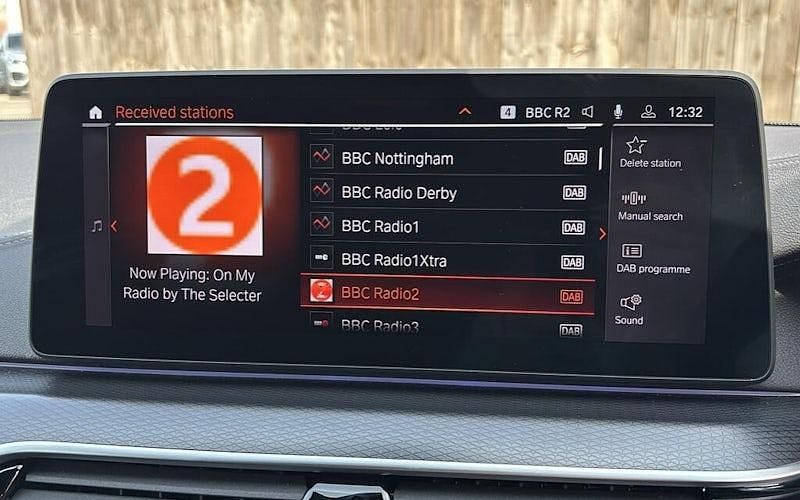 Received stations
4 BBC R2 12:32
2
Now Playing: On My
Radio by The Selecter
BBC Nottingham DAB
BBC Radio Derby DAB
BBC Radio1 DAB
BBC Radio1Xtra DAB
BBC Radio2 DAB
BBC Radio3 DAB
Delete station
Manual search
DAB programme
Sound